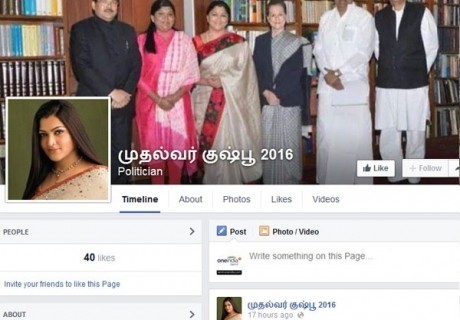 முதல்வர் குஷ்பூ 2016
Politician
Like
+ Follow
Timeline
About
Photos
Likes
Videos
PEOPLE
40 likes
Invite your friends to like this Page
ABOUT
Post
Photo / Video
oneindia
Write something on this Page...
முதல்வர் குஷ்பூ 2016
17 hours ago